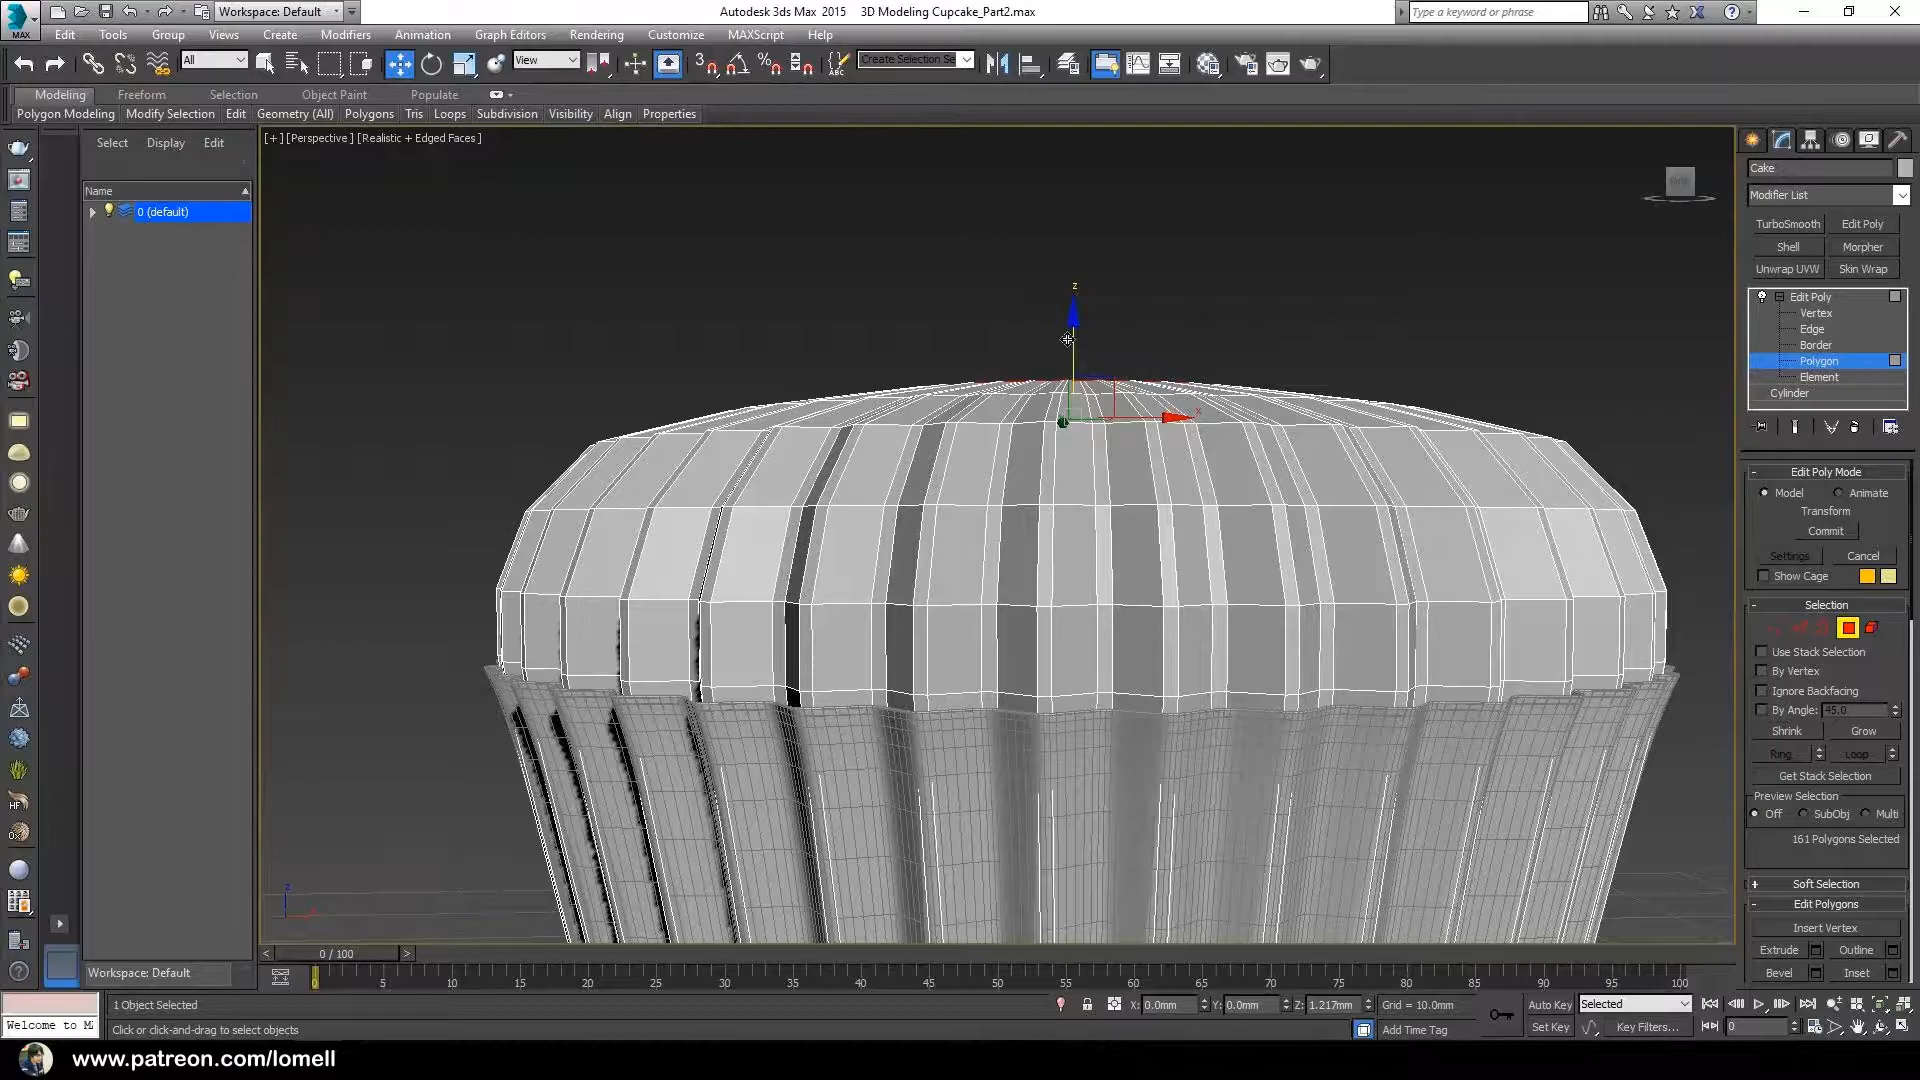 Workspace: Default
Autodesk 3ds Max 2015 3D Modeling Cupcake_Part2.max
Type a keyword or phrase
MAX
Edit Tools Group Views Create Modifiers Animation Graph Editors Rendering Customize MAXScript Help
All
View
3
ABC
Create Selection Se
Modeling Freeform Selection Object Paint Populate
Polygon Modeling Modify Selection Edit Geometry (All) Polygons Tris Loops Subdivision Visibility Align Properties
Select Display Edit
[+] [Perspective] [Realistic + Edged Faces]
Name
0 (default)
Cake
Modifier List
TurboSmooth Edit Poly
Shell Morpher
Unwrap UVW Skin Wrap
Edit Poly
Vertex
Edge
Border
Polygon
Element
Cylinder
z
x
Edit Poly Mode
Model Animate
Transform
Commit
Settings Cancel
Show Cage
Selection
Use Stack Selection
By Vertex
Ignore Backfacing
By Angle: 45.0
Shrink Grow
Ring Loop
Get Stack Selection
Preview Selection
Off SubObj Multi
161 Polygons Selected
Soft Selection
Edit Polygons
Insert Vertex
Extrude Outline
Bevel Inset
HF
z
0 / 100
Workspace: Default
5 10 15 20 25 30 35 40 45 50 55 60 65 70 75 80 85 90 95 100
1 Object Selected
X: 0.0mm Y: 0.0mm Z: 1.217mm Grid = 10.0mm
Auto Key Selected
Welcome to M
Click or click-and-drag to select objects
Add Time Tag
Set Key Key Filters... 0
www.patreon.com/lomell